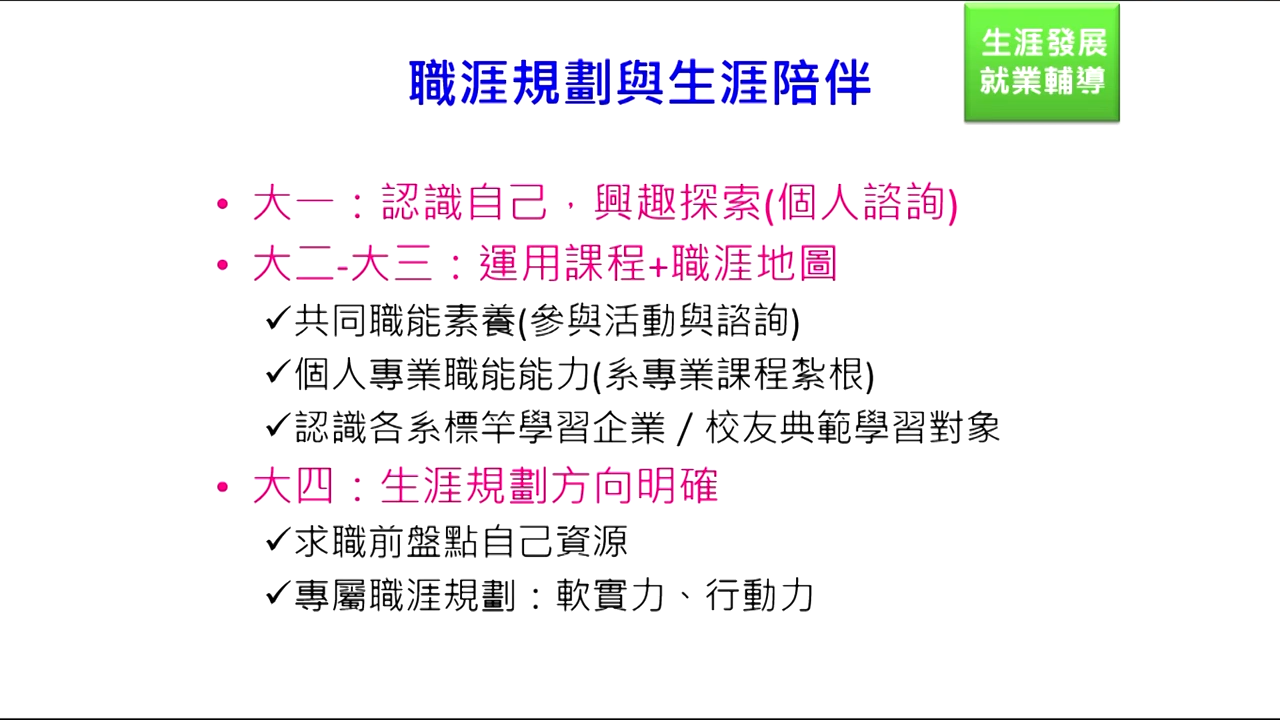 職涯規劃與生涯陪伴
生涯發展
就業輔導
• 大一：認識自己，興趣探索(個人諮詢)
• 大二-大三：運用課程+職涯地圖
✓共同職能素養(參與活動與諮詢)
✓個人專業職能能力(系專業課程紮根)
✓認識各系標竿學習企業 / 校友典範學習對象
• 大四：生涯規劃方向明確
✓求職前盤點自己資源
✓專屬職涯規劃：軟實力、行動力